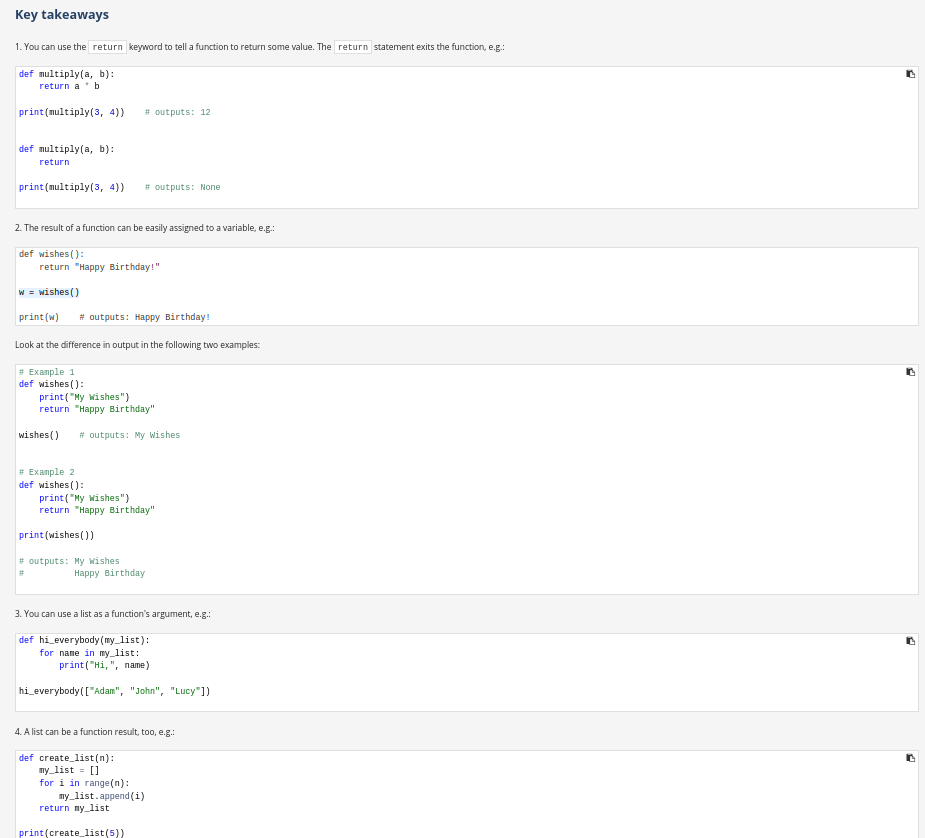 Key takeaways
1. You can use the return keyword to tell a function to return some value. The return statement exits the function, e.g.:
def multiply(a, b):
    return a * b
print(multiply(3, 4))    # outputs: 12
def multiply(a, b):
    return
print(multiply(3, 4))    # outputs: None
2. The result of a function can be easily assigned to a variable, e.g.:
def wishes():
    return "Happy Birthday!"
w = wishes()
print(w)    # outputs: Happy Birthday!
Look at the difference in output in the following two examples:
# Example 1
def wishes():
    print("My Wishes")
    return "Happy Birthday"
wishes()    # outputs: My Wishes
# Example 2
def wishes():
    print("My Wishes")
    return "Happy Birthday"
print(wishes())
# outputs: My Wishes
#          Happy Birthday
3. You can use a list as a function's argument, e.g.:
def hi_everybody(my_list):
    for name in my_list:
        print("Hi,", name)
hi_everybody(["Adam", "John", "Lucy"])
4. A list can be a function result, too, e.g.:
def create_list(n):
    my_list = []
    for i in range(n):
        my_list.append(i)
    return my_list
print(create_list(5))